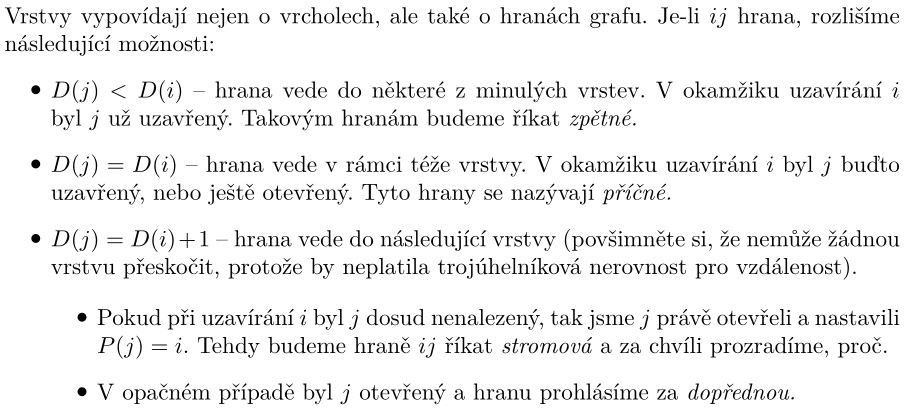 Vrstvy vypovídají nejen o vrcholech, ale také o hranách grafu. Je-li ij hrana, rozlišíme
následující možnosti:
• D(j) < D(i) – hrana vede do některé z minulých vrstev. V okamžiku uzavírání i
byl j už uzavřený. Takovým hranám budeme říkat zpětné.
• D(j) = D(i) – hrana vede v rámci téže vrstvy. V okamžiku uzavírání i byl j buďto
uzavřený, nebo ještě otevřený. Tyto hrany se nazývají příčné.
• D(j) = D(i)+1 – hrana vede do následující vrstvy (povšimněte si, že nemůže žádnou
vrstvu přeskočit, protože by neplatila trojúhelníková nerovnost pro vzdálenost).
• Pokud při uzavírání i byl j dosud nenalezený, tak jsme j právě otevřeli a nastavili
P(j) = i. Tehdy budeme hraně ij říkat stromová a za chvíli prozradíme, proč.
• V opačném případě byl j otevřený a hranu prohlásíme za dopřednou.